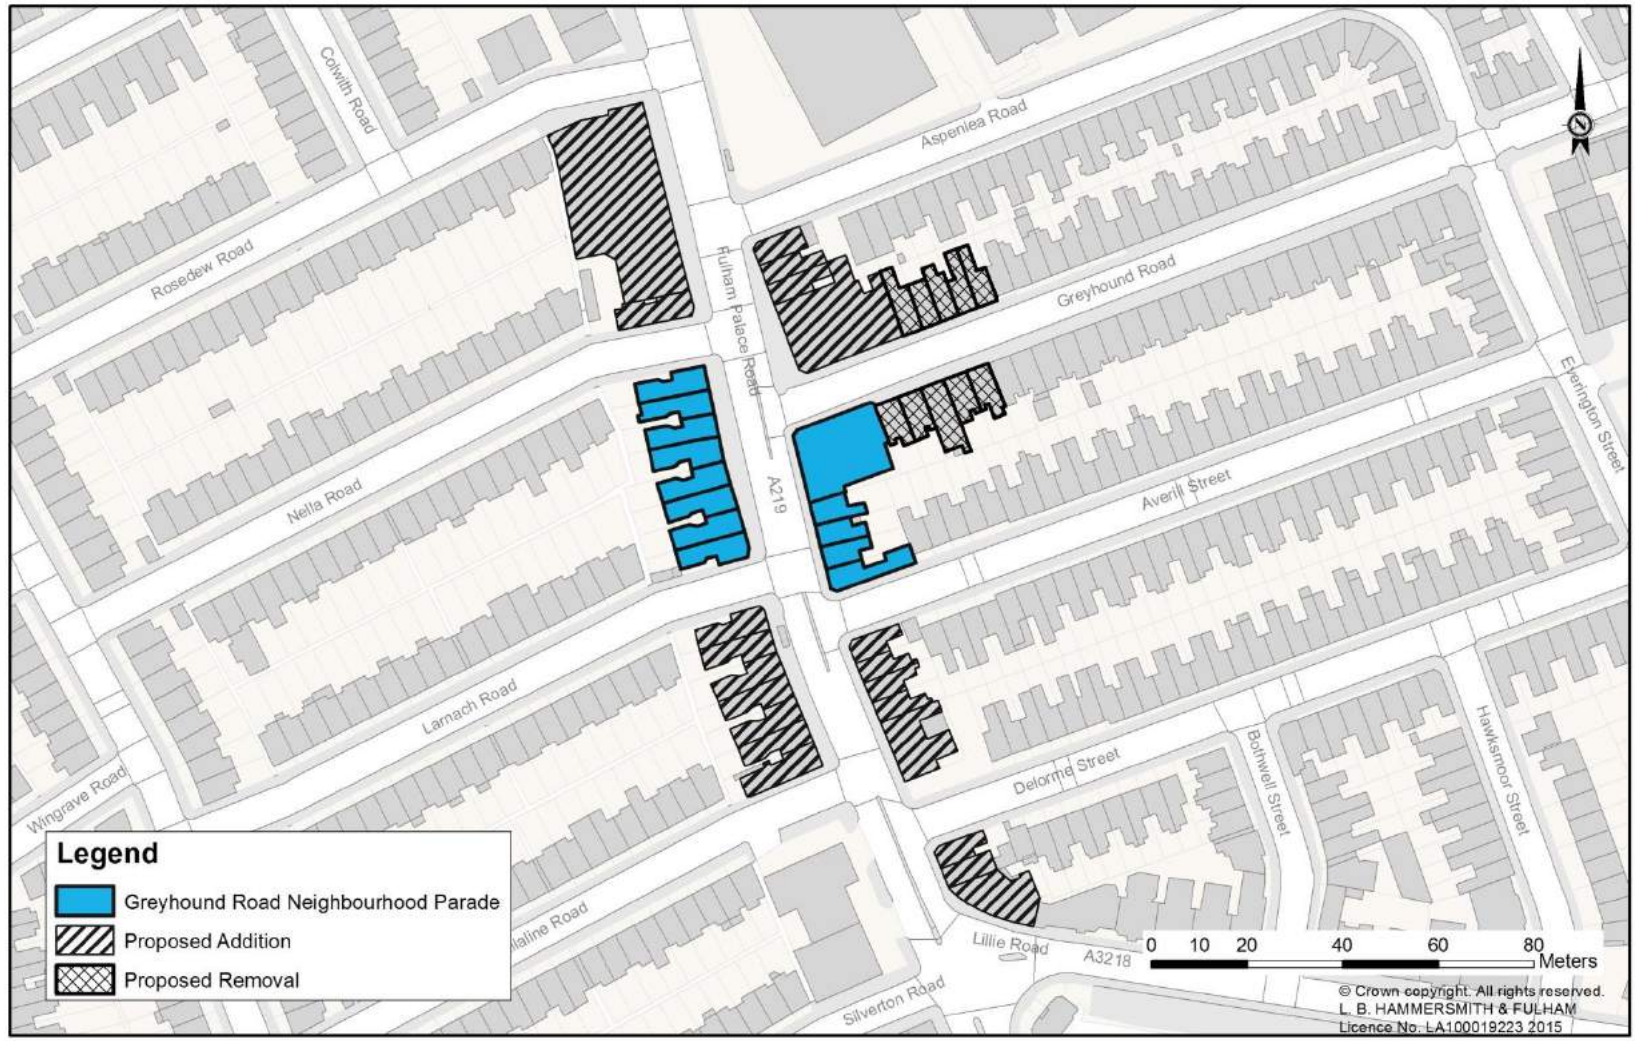 Colwith Road
Aspenlea Road
Rosedew Road
Fulham Palace Road
Greyhound Road
Everington Street
Nella Road
A219
Averill Street
Larnach Road
Delorme Street
Bothwell Street
Hawksmoor Street
Wingrave Road
Legend
Greyhound Road Neighbourhood Parade
Proposed Addition
Proposed Removal
Road
Lillie Road
A3218
Silverton Road
N
0 10 20 40 60 80
Meters
© Crown copyright. All rights reserved.
L. B. HAMMERSMITH & FULHAM
Licence No. LA100019223 2015